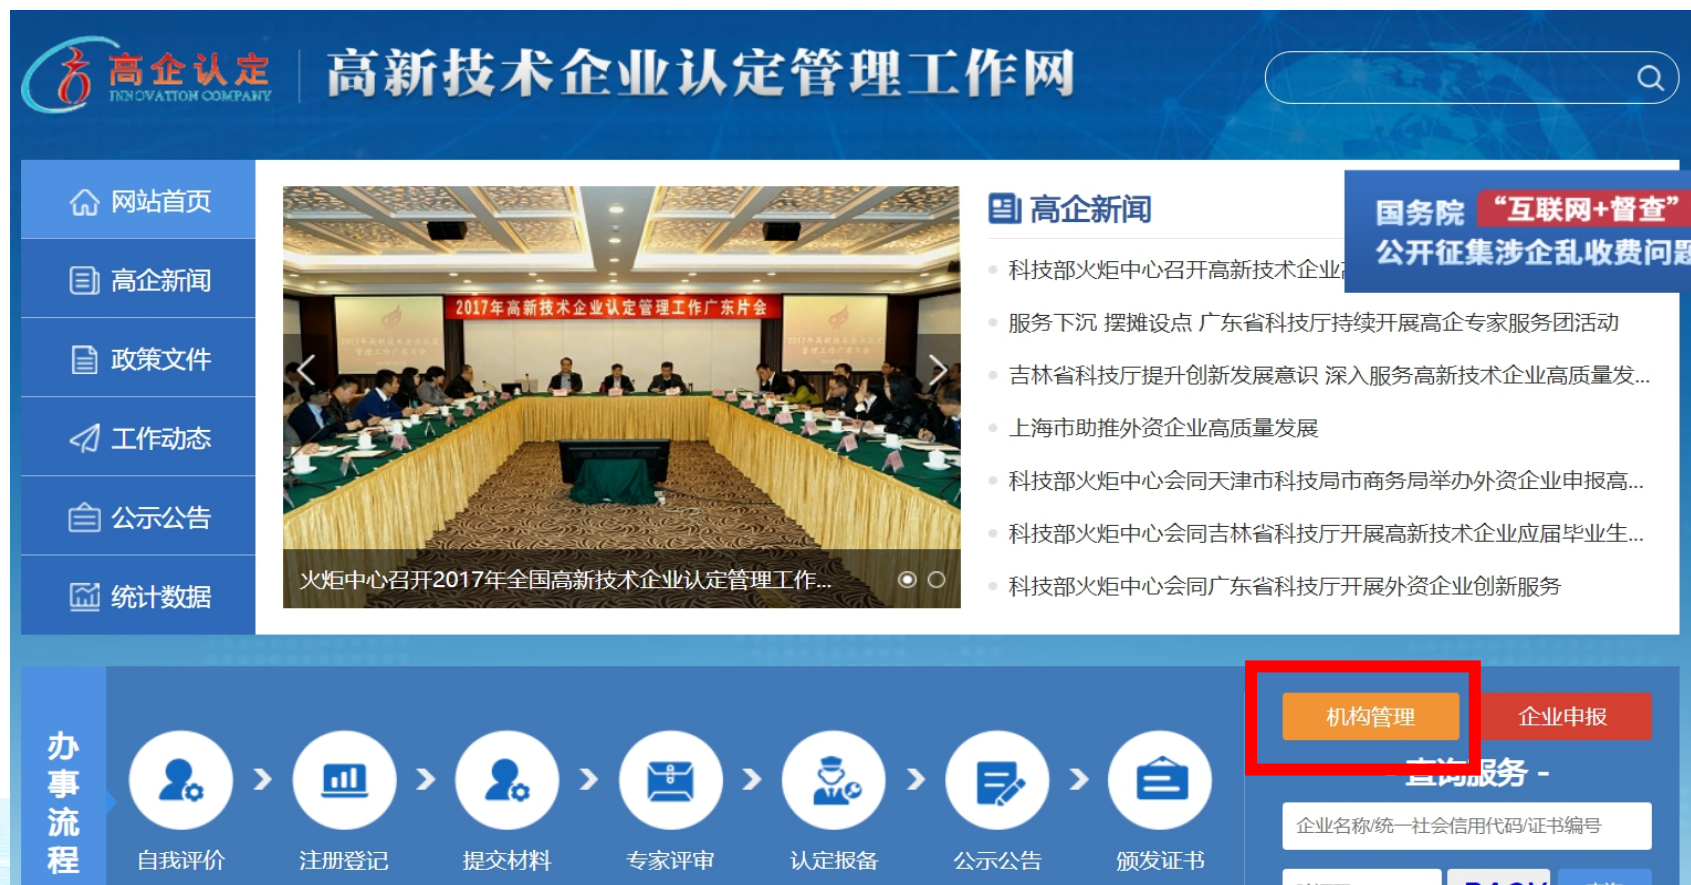 高企认定
INNOVATION COMPANY
高新技术企业认定管理工作网
网站首页
高企新闻
政策文件
工作动态
公示公告
统计数据
2017年高新技术企业认定管理工作广东片会
火炬中心召开2017年全国高新技术企业认定管理工作...
高企新闻
国务院 “互联网+督查”
公开征集涉企乱收费问题
科技部火炬中心召开高新技术企业
服务下沉 摆摊设点 广东省科技厅持续开展高企专家服务团活动
吉林省科技厅提升创新发展意识 深入服务高新技术企业高质量发...
上海市助推外资企业高质量发展
科技部火炬中心会同天津市科技局市商务局举办外资企业申报高...
科技部火炬中心会同吉林省科技厅开展高新技术企业应届毕业生...
科技部火炬中心会同广东省科技厅开展外资企业创新服务
办事流程
自我评价
注册登记
提交材料
专家评审
认定报备
公示公告
颁发证书
机构管理
企业申报
查询服务 -
企业名称/统一社会信用代码/证书编号